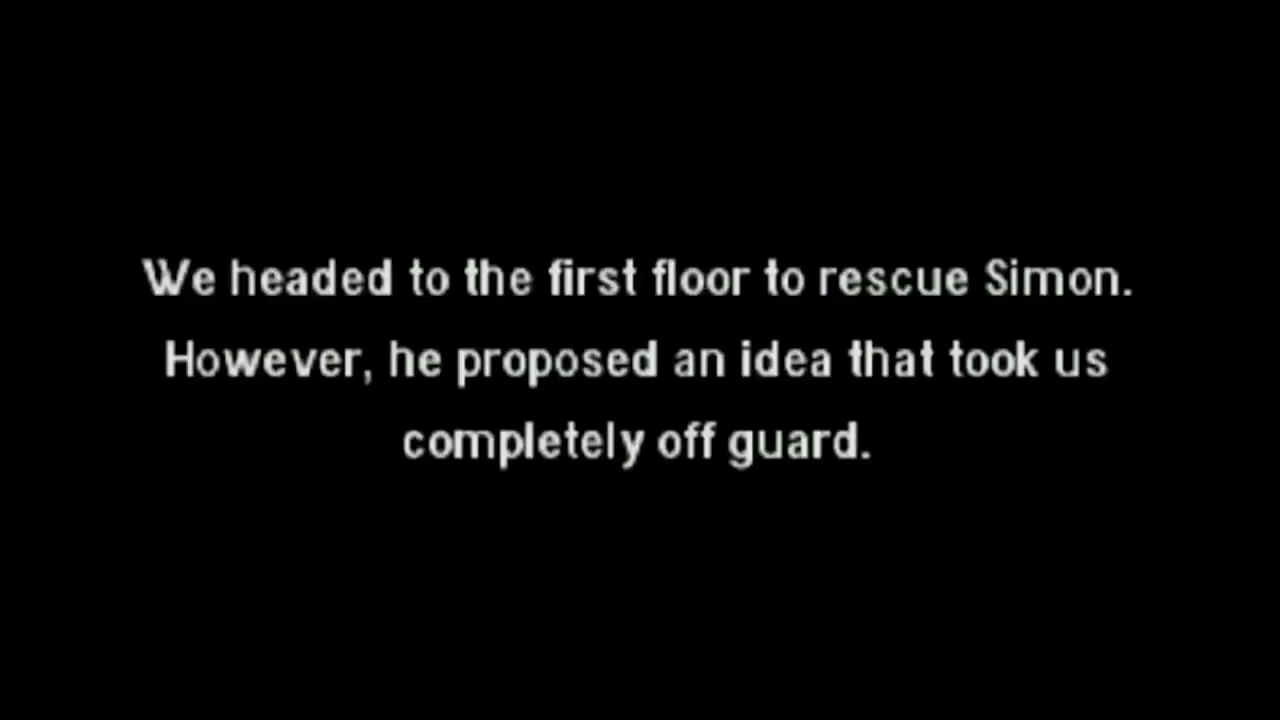 We headed to the first floor to rescue Simon.
However, he proposed an idea that took us
completely off guard.